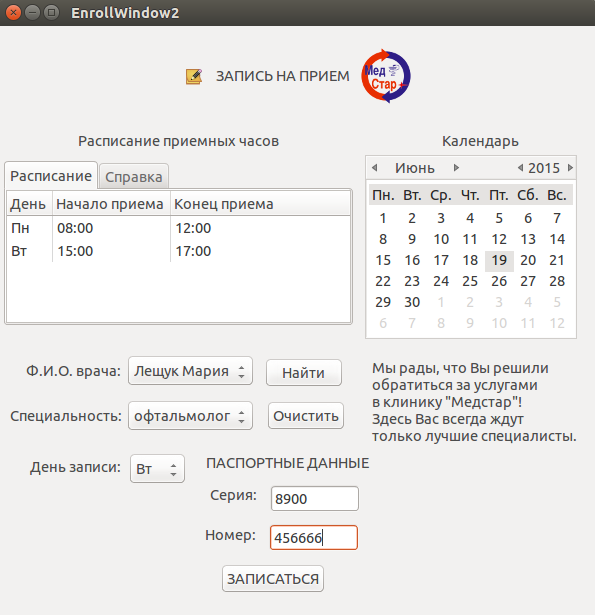 EnrollWindow2
ЗАПИСЬ НА ПРИЕМ
Мед
Стар
Расписание приемных часов
Календарь
Расписание Справка
Июнь 2015
День Начало приема Конец приема
Пн 08:00 12:00
Вт 15:00 17:00
Пн. Вт. Ср. Чт. Пт. Сб. Вс.
1 2 3 4 5 6 7
8 9 10 11 12 13 14
15 16 17 18 19 20 21
22 23 24 25 26 27 28
29 30 1 2 3 4 5
6 7 8 9 10 11 12
Ф.И.О. врача: Лещук Мария Найти
Специальность: офтальмолог Очистить
Мы рады, что Вы решили
обратиться за услугами
в клинику "Медстар"!
Здесь Вас всегда ждут
только лучшие специалисты.
День записи: Вт
ПАСПОРТНЫЕ ДАННЫЕ
Серия: 8900
Номер: 456666
ЗАПИСАТЬСЯ